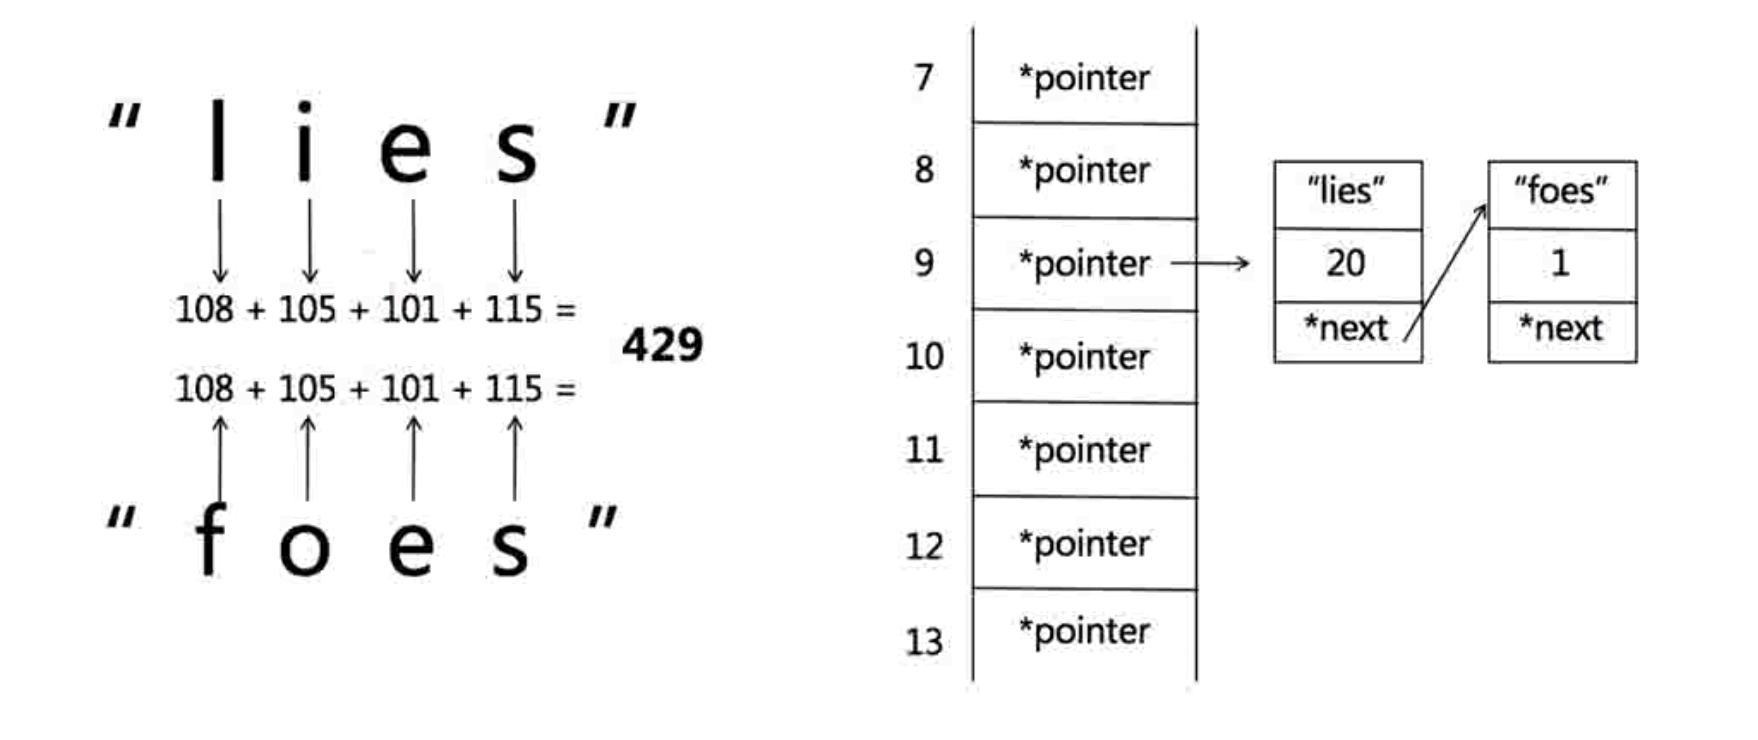 “ l i e s ”
108 + 105 + 101 + 115 =
429
108 + 105 + 101 + 115 =
“ f o e s ”
7 *pointer
8 *pointer
9 *pointer
10 *pointer
11 *pointer
12 *pointer
13 *pointer
“lies”
20
*next
“foes”
1
*next